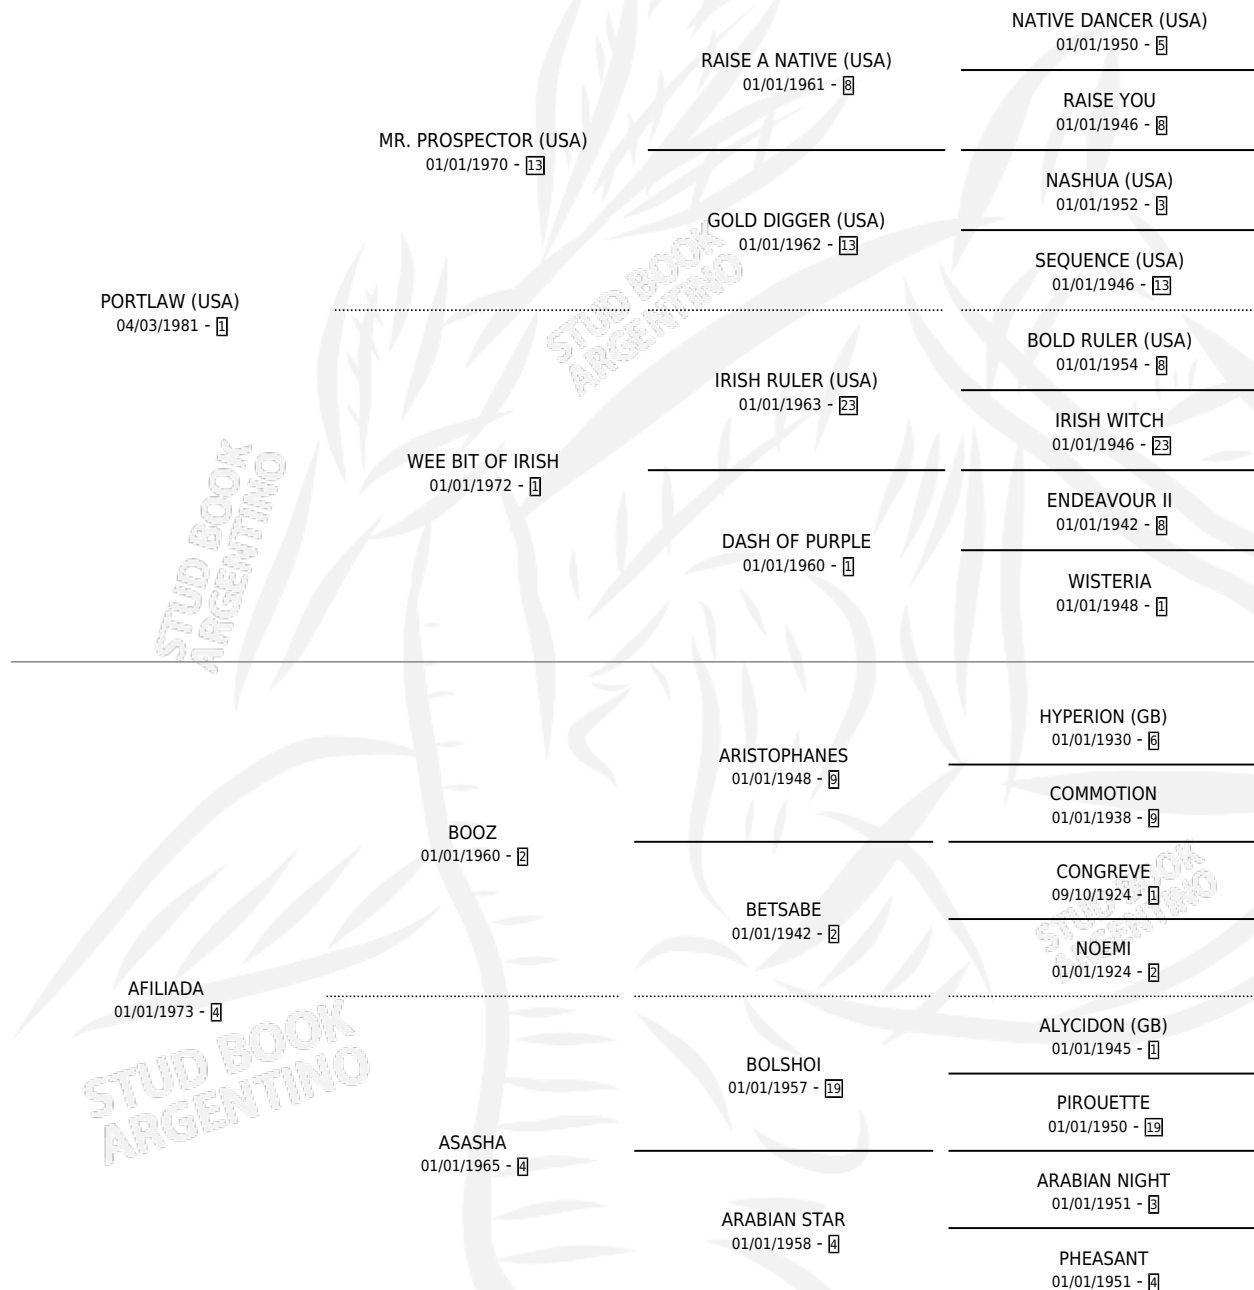 PORTLAW (USA)
04/03/1981 - 1
MR. PROSPECTOR (USA)
01/01/1970 - 13
RAISE A NATIVE (USA)
01/01/1961 - 8
NATIVE DANCER (USA)
01/01/1950 - 5
RAISE YOU
01/01/1946 - 8
GOLD DIGGER (USA)
01/01/1962 - 13
NASHUA (USA)
01/01/1952 - 3
SEQUENCE (USA)
01/01/1946 - 13
WEE BIT OF IRISH
01/01/1972 - 1
IRISH RULER (USA)
01/01/1963 - 23
BOLD RULER (USA)
01/01/1954 - 8
IRISH WITCH
01/01/1946 - 23
DASH OF PURPLE
01/01/1960 - 1
ENDEAVOUR II
01/01/1942 - 8
WISTERIA
01/01/1948 - 1
AFILIADA
01/01/1973 - 4
BOOZ
01/01/1960 - 2
ARISTOPHANES
01/01/1948 - 9
HYPERION (GB)
01/01/1930 - 6
COMMOTION
01/01/1938 - 9
BETSABE
01/01/1942 - 2
CONGREVE
09/10/1924 - 1
NOEMI
01/01/1924 - 2
ASASHA
01/01/1965 - 4
BOLSHOI
01/01/1957 - 19
ALYCIDON (GB)
01/01/1945 - 1
PIROUETTE
01/01/1950 - 19
ARABIAN STAR
01/01/1958 - 4
ARABIAN NIGHT
01/01/1951 - 3
PHEASANT
01/01/1951 - 4
STUD BOOK
ARGENTINO
STUD BOOK
ARGENTINO
STUD BOOK
ARGENTINO
STUD BOOK
ARGENTINO